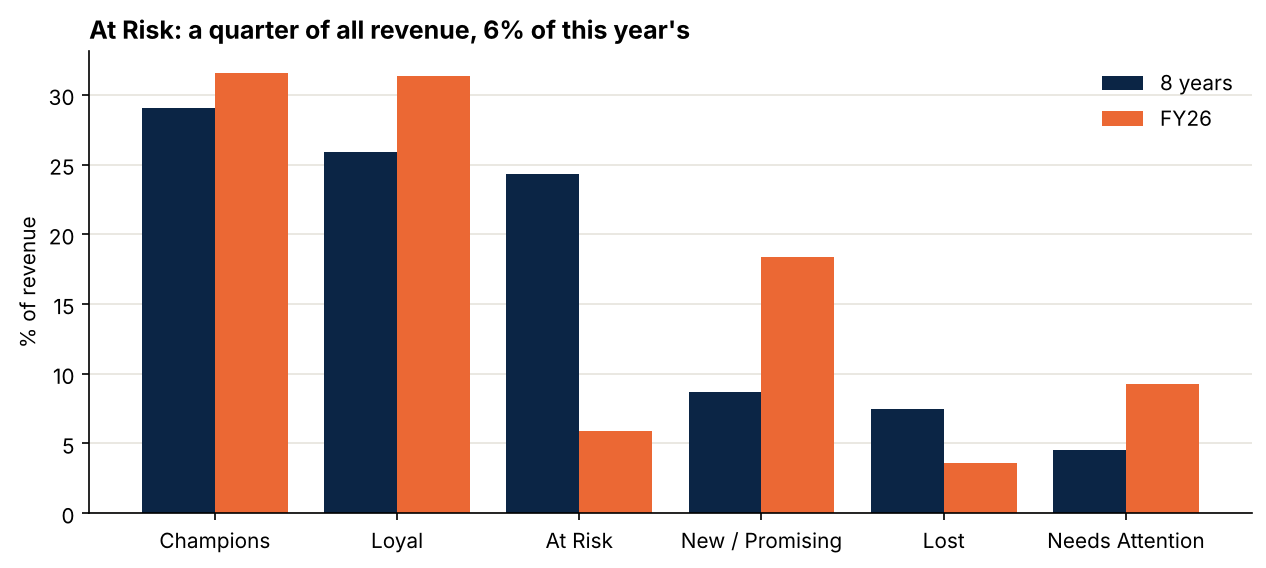 At Risk: a quarter of all revenue, 6% of this year's
8 years
FY26
% of revenue
30
25
20
15
10
5
0
Champions
Loyal
At Risk
New / Promising
Lost
Needs Attention